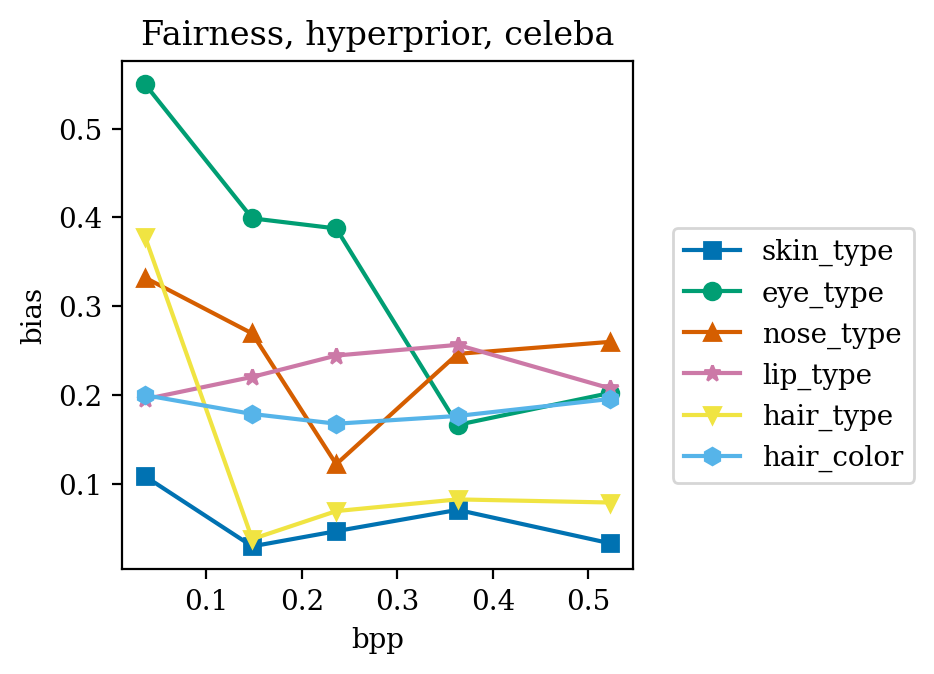 Fairness, hyperprior, celeba
0.5
0.4
0.3
0.2
0.1
bias
0.1 0.2 0.3 0.4 0.5
bpp
skin_type
eye_type
nose_type
lip_type
hair_type
hair_color